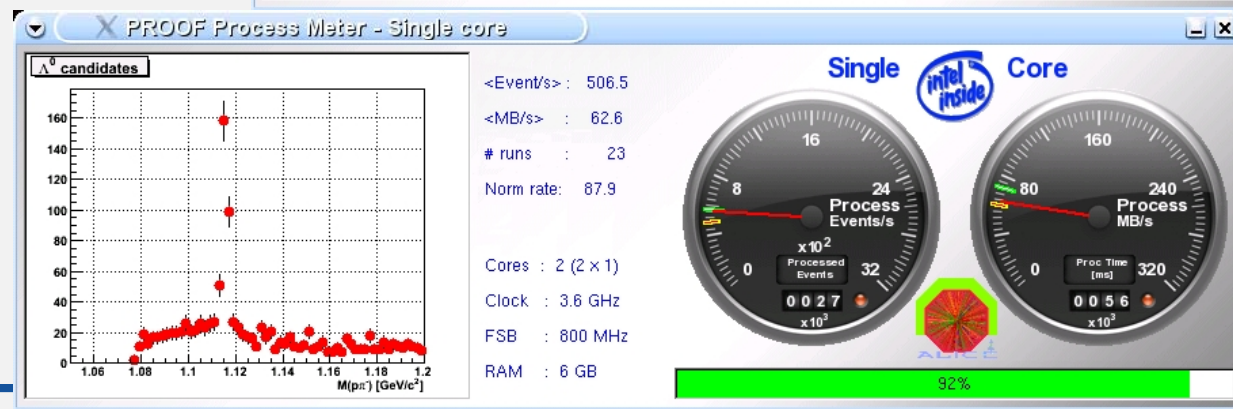 PROOF Process Meter - Single core
Λ⁰ candidates
160
140
120
100
80
60
40
20
0
1.06 1.08 1.1 1.12 1.14 1.16 1.18 1.2
M(pπ⁻) [GeV/c²]
<Event/s> : 506.5
<MB/s> : 62.6
# runs : 23
Norm rate: 87.9
Cores : 2 (2 × 1)
Clock : 3.6 GHz
FSB : 800 MHz
RAM : 6 GB
Single
intel inside
Core
16
8 24
Process
Events/s
x10²
0 32
Processed
Events
0027
x10³
160
80 240
Process
MB/s
0 320
Proc Time
[ms]
0056
x10³
ALICE
92%